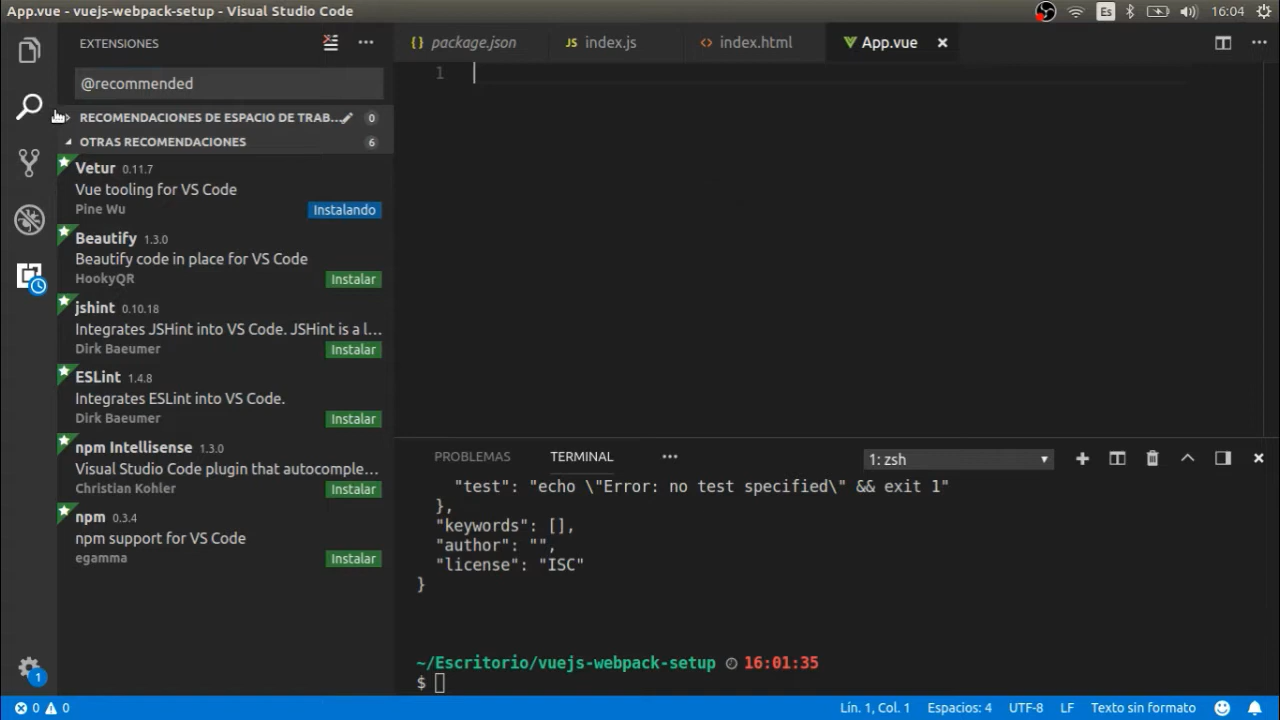 App.vue - vuejs-webpack-setup - Visual Studio Code
Es
16:04
EXTENSIONES
@recommended
RECOMENDACIONES DE ESPACIO DE TRAB... 0
OTRAS RECOMENDACIONES 6
Vetur 0.11.7
Vue tooling for VS Code
Pine Wu Instalando
Beautify 1.3.0
Beautify code in place for VS Code
HookyQR Instalar
jshint 0.10.18
Integrates JSHint into VS Code. JSHint is a l...
Dirk Baeumer Instalar
ESLint 1.4.8
Integrates ESLint into VS Code.
Dirk Baeumer Instalar
npm Intellisense 1.3.0
Visual Studio Code plugin that autocomple...
Christian Kohler Instalar
npm 0.3.4
npm support for VS Code
egamma Instalar
1
{} package.json JS index.js <> index.html App.vue
1
PROBLEMAS TERMINAL ... 1: zsh
"test": "echo \"Error: no test specified\" && exit 1"
},
"keywords": [],
"author": "",
"license": "ISC"
}
~/Escritorio/vuejs-webpack-setup 16:01:35
$
0 0
Lín. 1, Col. 1 Espacios: 4 UTF-8 LF Texto sin formato